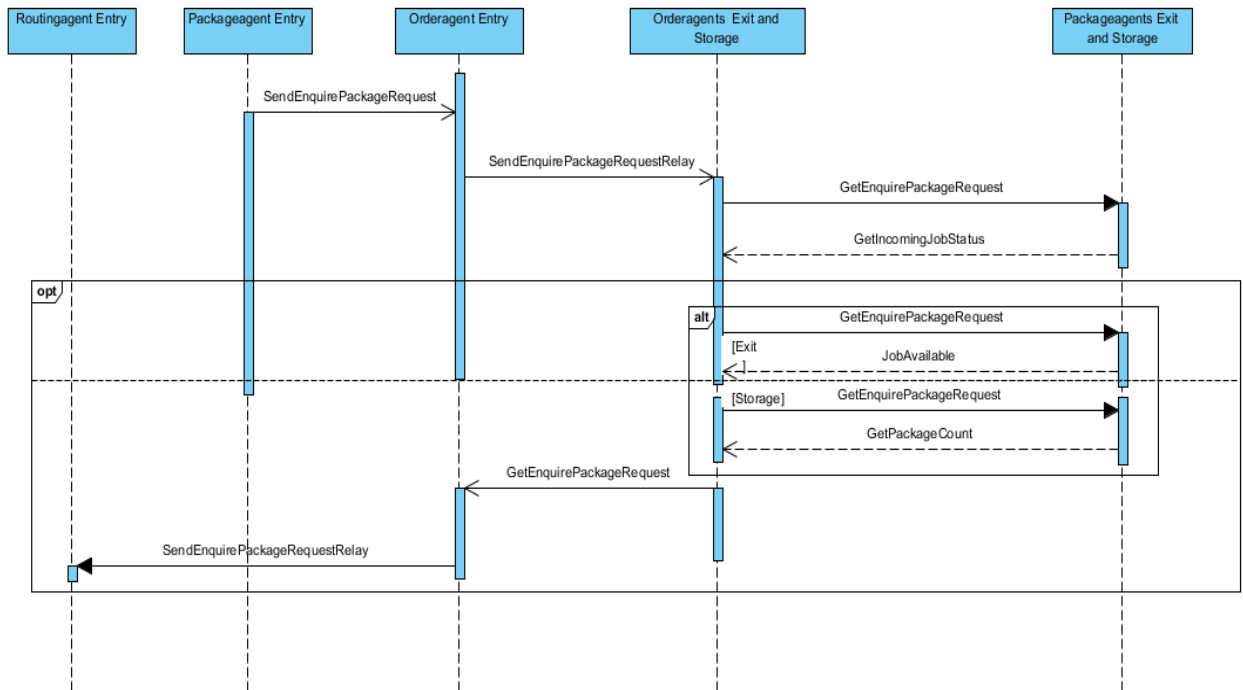 Routingagent Entry
Packageagent Entry
Orderagent Entry
Orderagents Exit and
Storage
Packageagents Exit
and Storage
SendEnquirePackageRequest
SendEnquirePackageRequestRelay
GetEnquirePackageRequest
GetIncomingJobStatus
opt
alt
GetEnquirePackageRequest
[Exit
]
JobAvailable
[Storage]
GetEnquirePackageRequest
GetPackageCount
GetEnquirePackageRequest
SendEnquirePackageRequestRelay